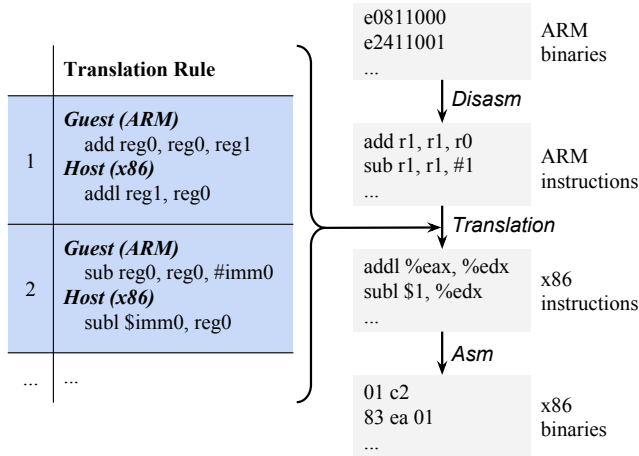 Translation Rule
1
Guest (ARM)
add reg0, reg0, reg1
Host (x86)
addl reg1, reg0
2
Guest (ARM)
sub reg0, reg0, #imm0
Host (x86)
subl $imm0, reg0
...
...
e0811000
e2411001
...
ARM
binaries
Disasm
add r1, r1, r0
sub r1, r1, #1
...
ARM
instructions
Translation
addl %eax, %edx
subl $1, %edx
...
x86
instructions
Asm
01 c2
83 ea 01
...
x86
binaries